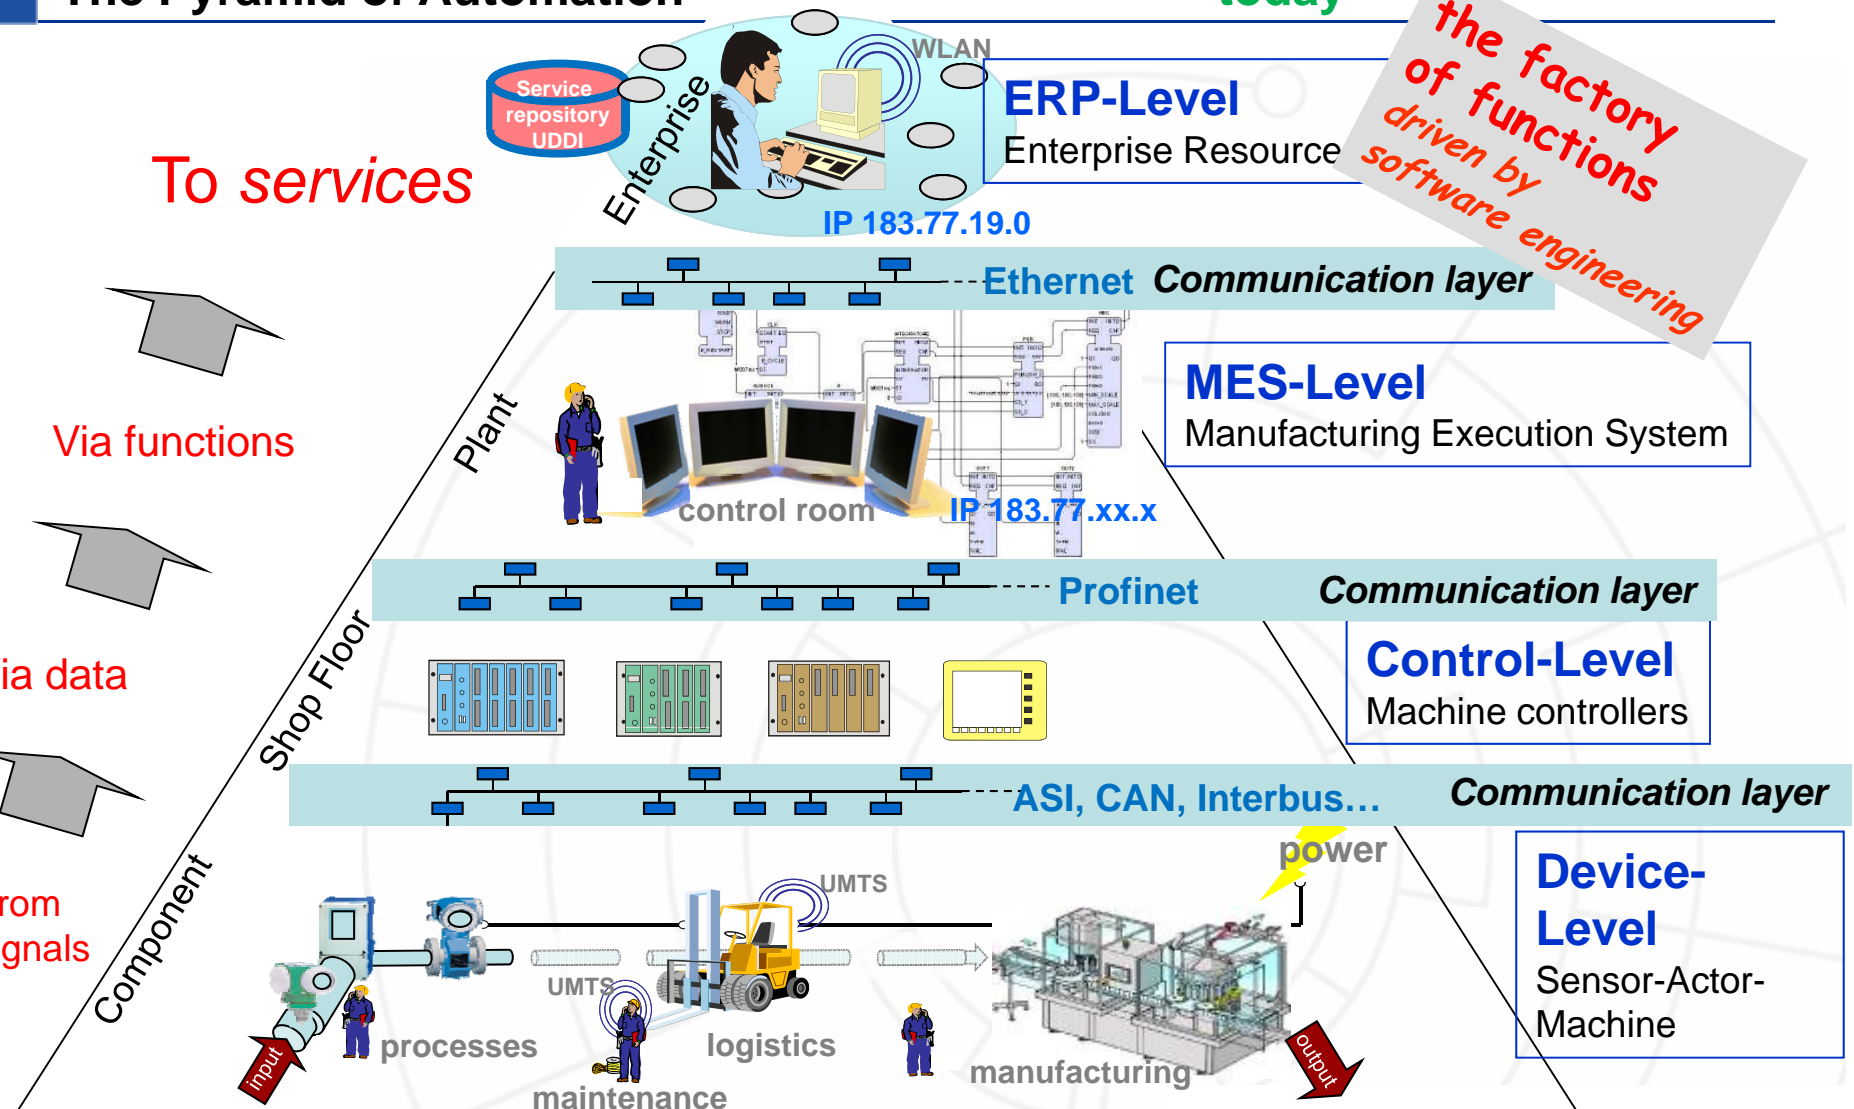 The Pyramid of Automation
today
the factory
of functions
driven by
software engineering
WLAN
Service
repository
UDDI
Enterprise
ERP-Level
Enterprise Resource
To services
IP 183.77.19.0
Ethernet
Communication layer
Plant
MES-Level
Manufacturing Execution System
Via functions
control room
IP 183.77.xx.x
Profinet
Communication layer
Shop Floor
ia data
Control-Level
Machine controllers
ASI, CAN, Interbus…
Communication layer
power
Component
rom
gnals
UMTS
UMTS
Device-
Level
Sensor-Actor-
Machine
input
processes
logistics
maintenance
manufacturing
output